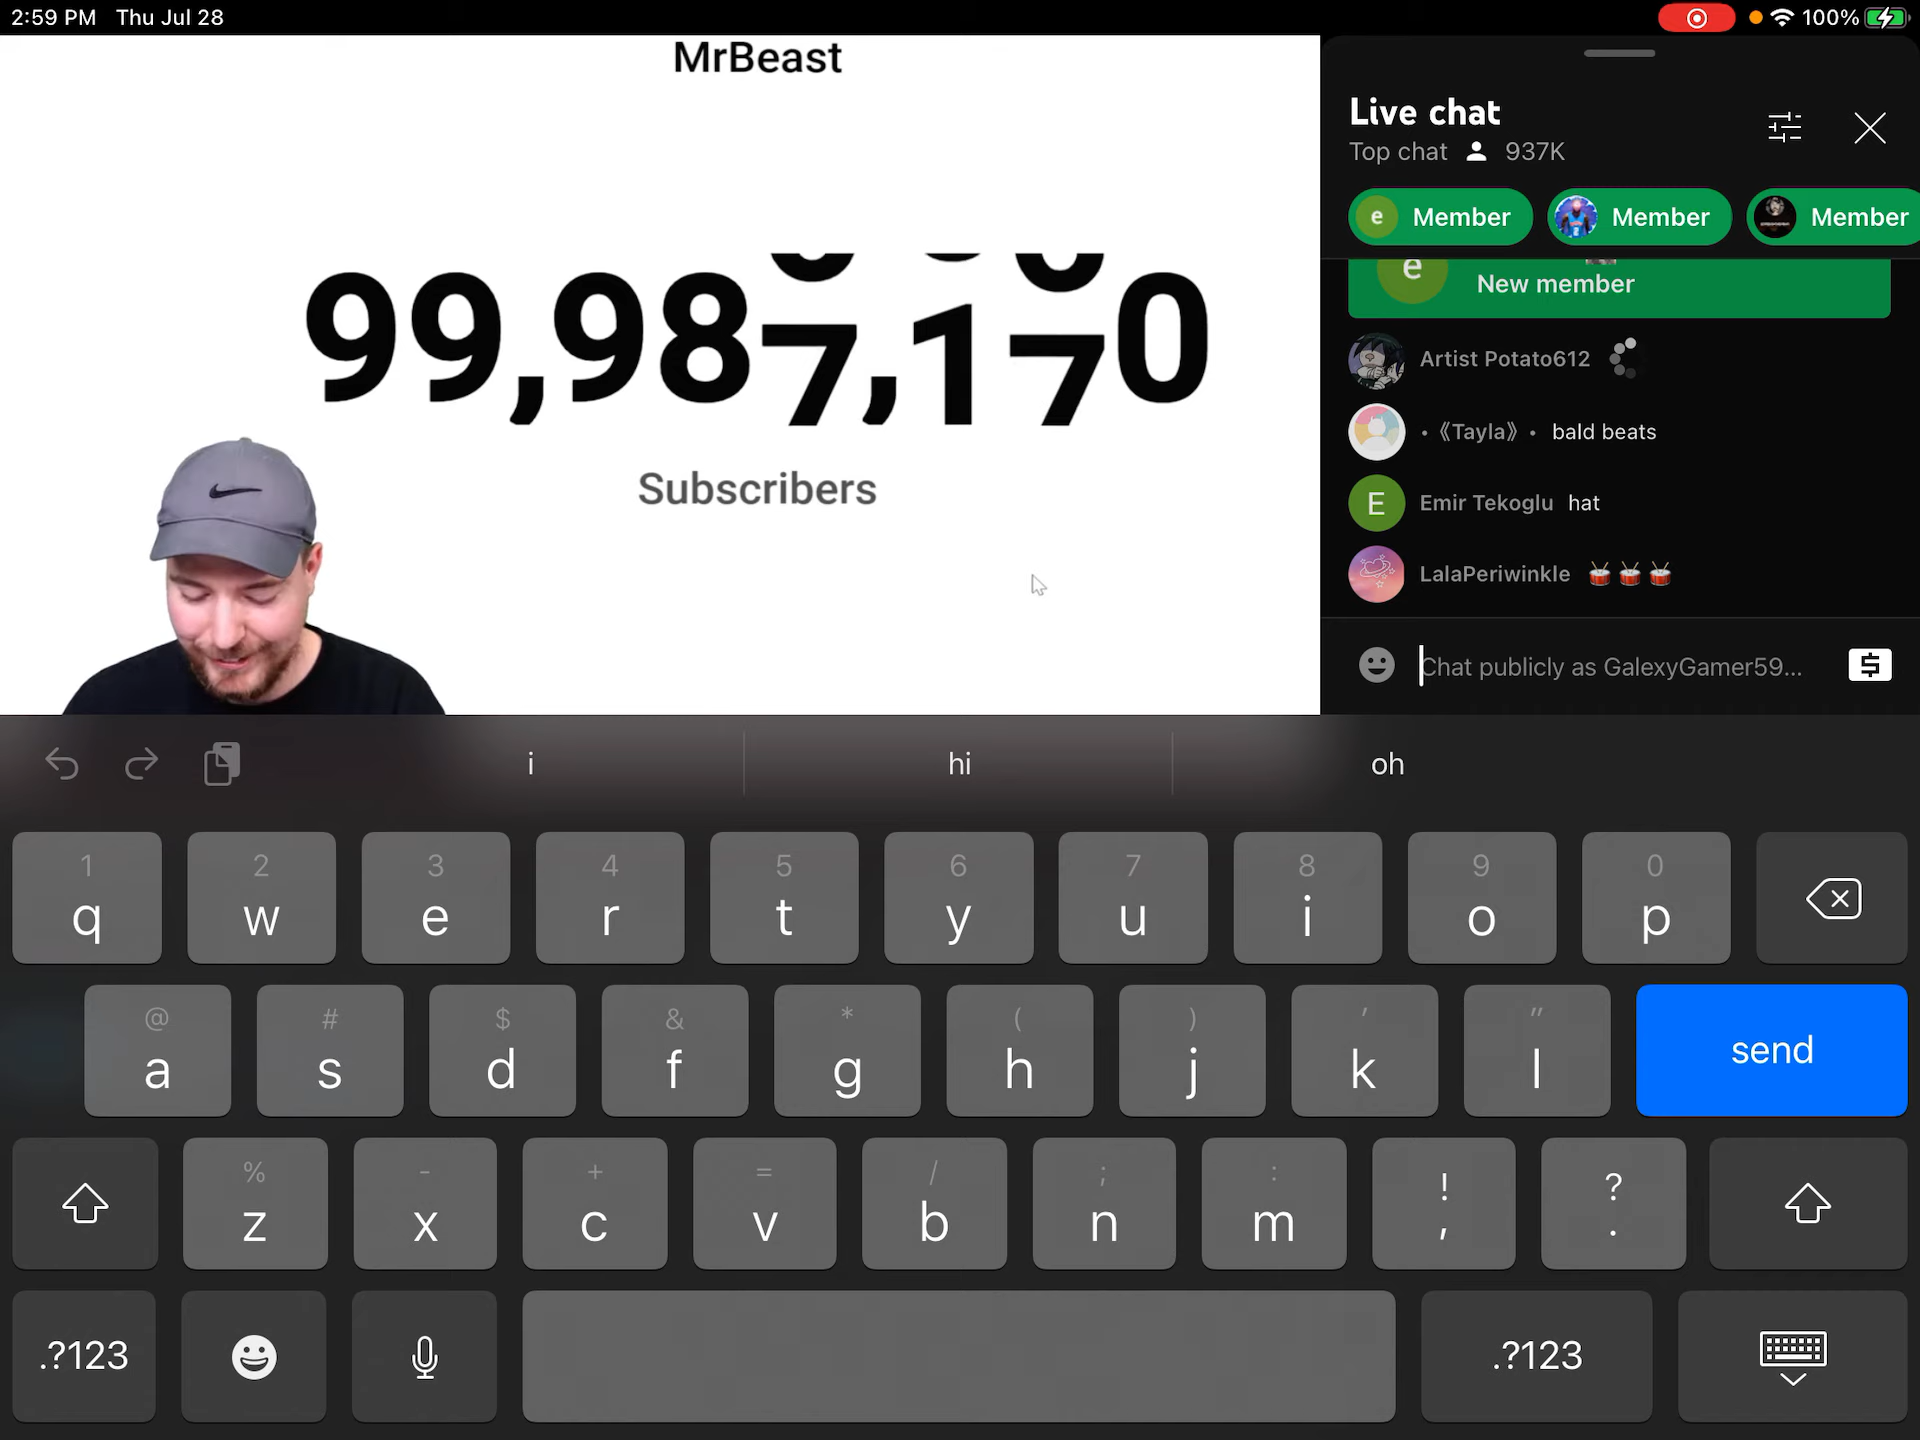 2:59 PM Thu Jul 28
100%
MrBeast
99,987,170
Subscribers
Live chat
Top chat 937K
e Member Member Member
e New member
Artist Potato612
• 《Tayla》 • bald beats
E Emir Tekoglu hat
LalaPeriwinkle 🥁🥁🥁
Chat publicly as GalexyGamer59...
i hi oh
1 2 3 4 5 6 7 8 9 0
q w e r t y u i o p
@ # $ & * ( ) ' "
a s d f g h j k l send
% - + = / ; : ! ?
z x c v b n m , .
.?123 .?123